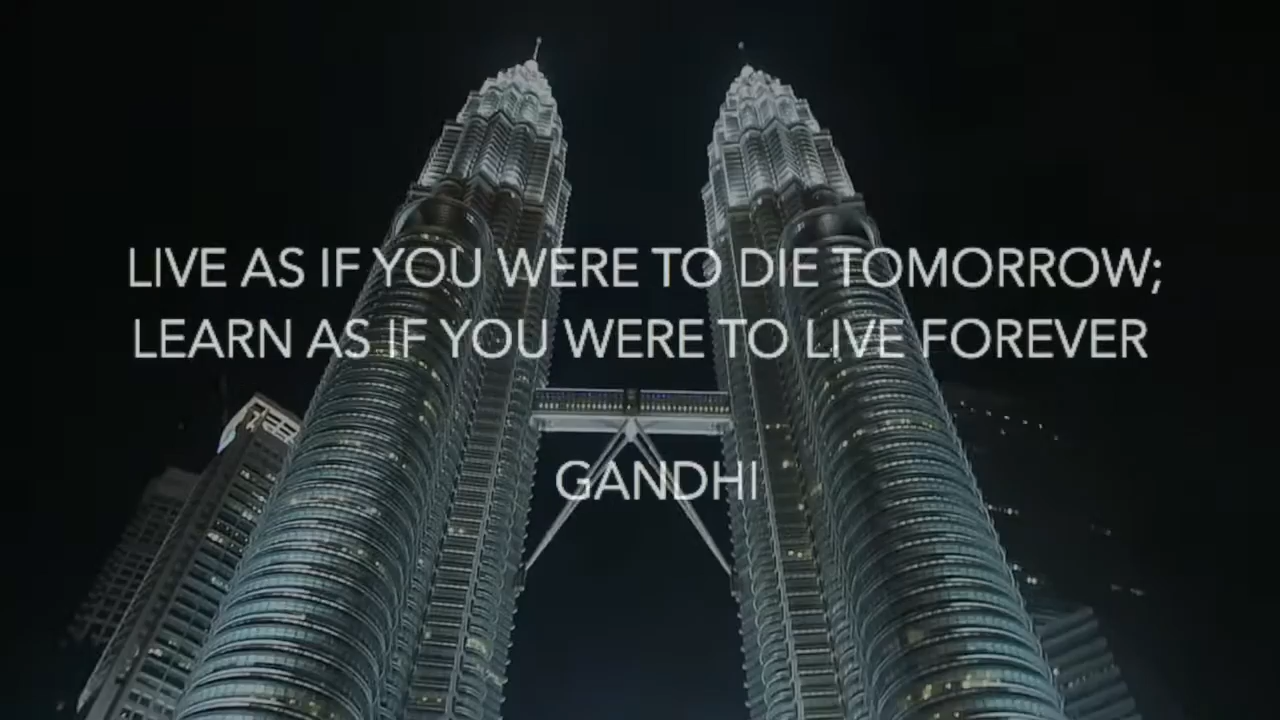 LIVE AS IF YOU WERE TO DIE TOMORROW;
LEARN AS IF YOU WERE TO LIVE FOREVER
GANDHI